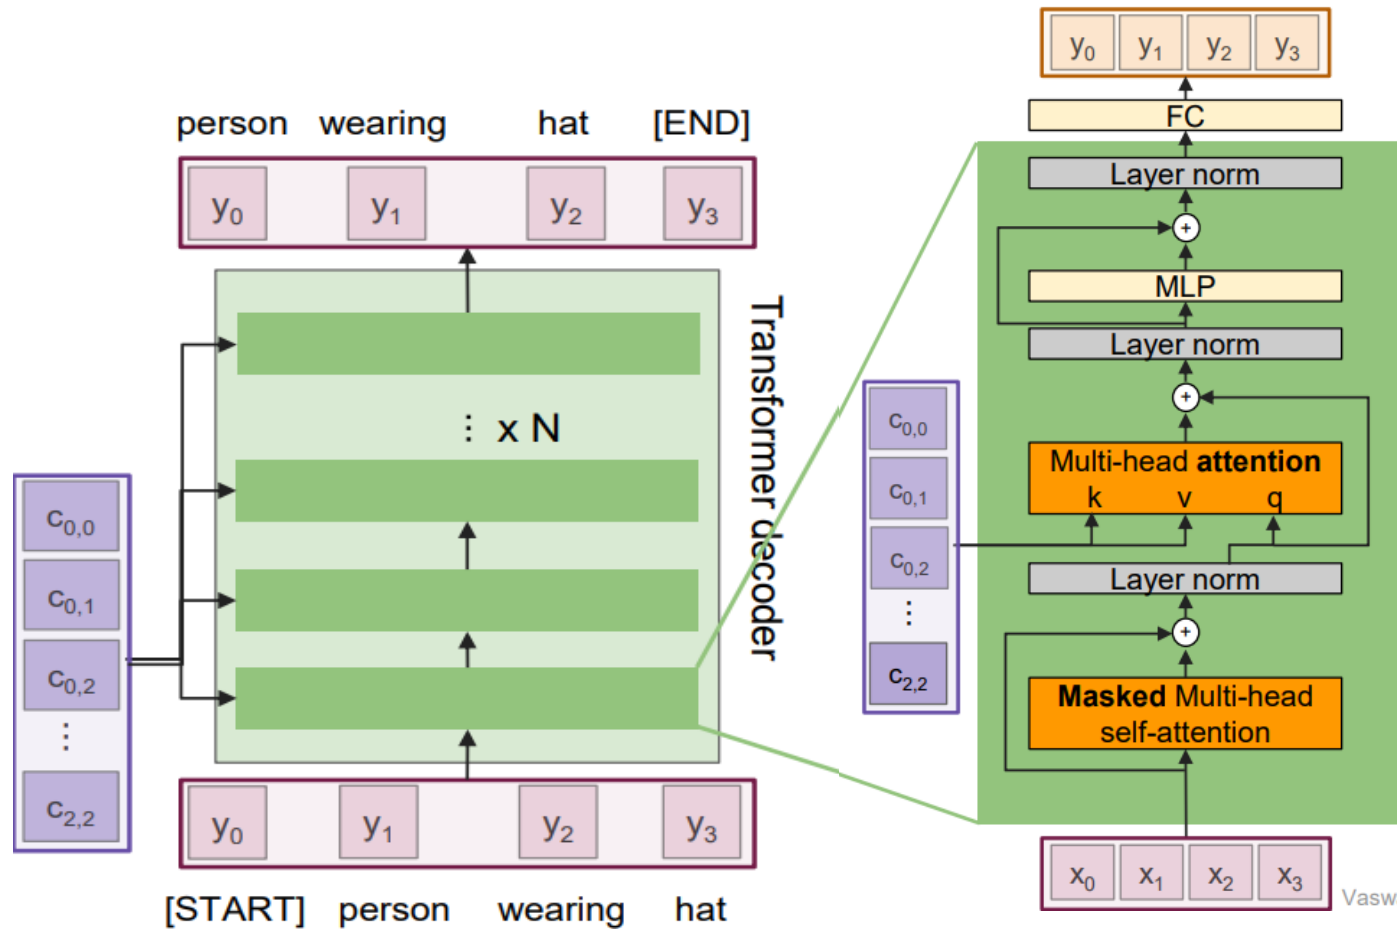 person wearing hat [END]
y0 y1 y2 y3
⋮ x N
Transformer decoder
c0,0
c0,1
c0,2
⋮
c2,2
y0 y1 y2 y3
[START] person wearing hat
y0 y1 y2 y3
FC
Layer norm
+
MLP
Layer norm
+
Multi-head attention
k v q
Layer norm
+
Masked Multi-head
self-attention
c0,0
c0,1
c0,2
⋮
c2,2
x0 x1 x2 x3
Vasw